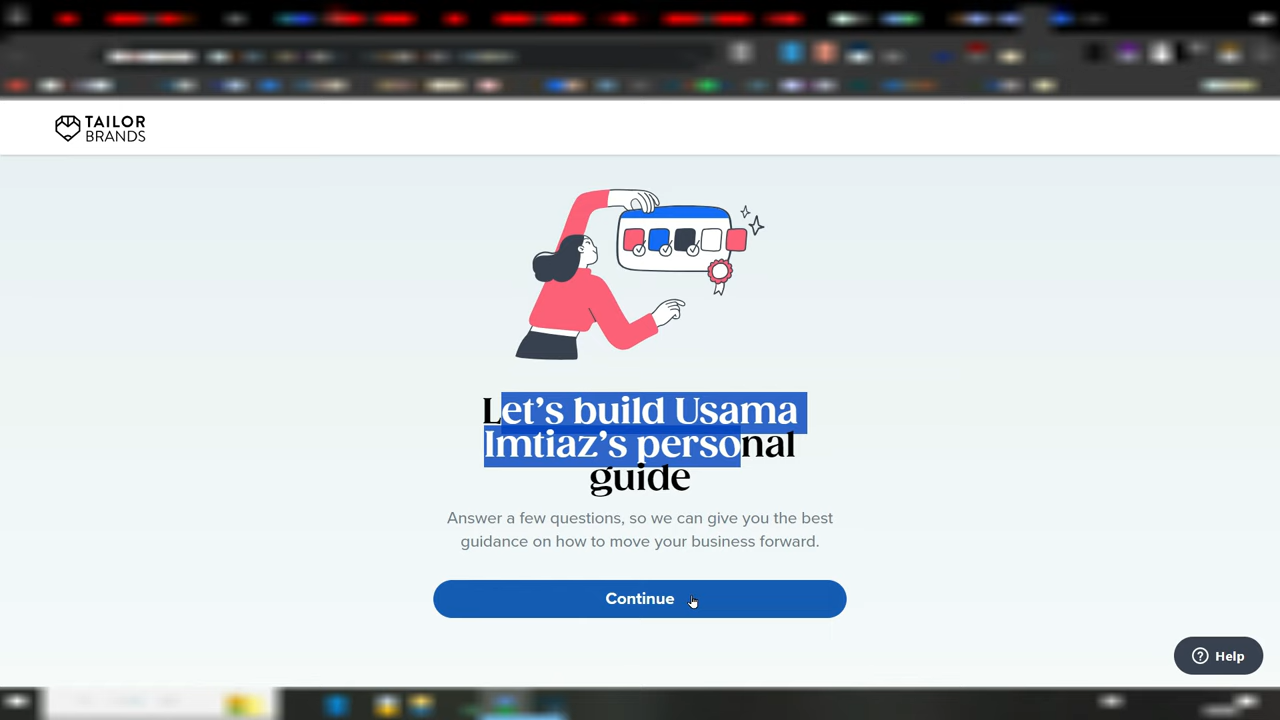 TAILOR
BRANDS
Let’s build Usama
Imtiaz’s personal
guide
Answer a few questions, so we can give you the best
guidance on how to move your business forward.
Continue
Help